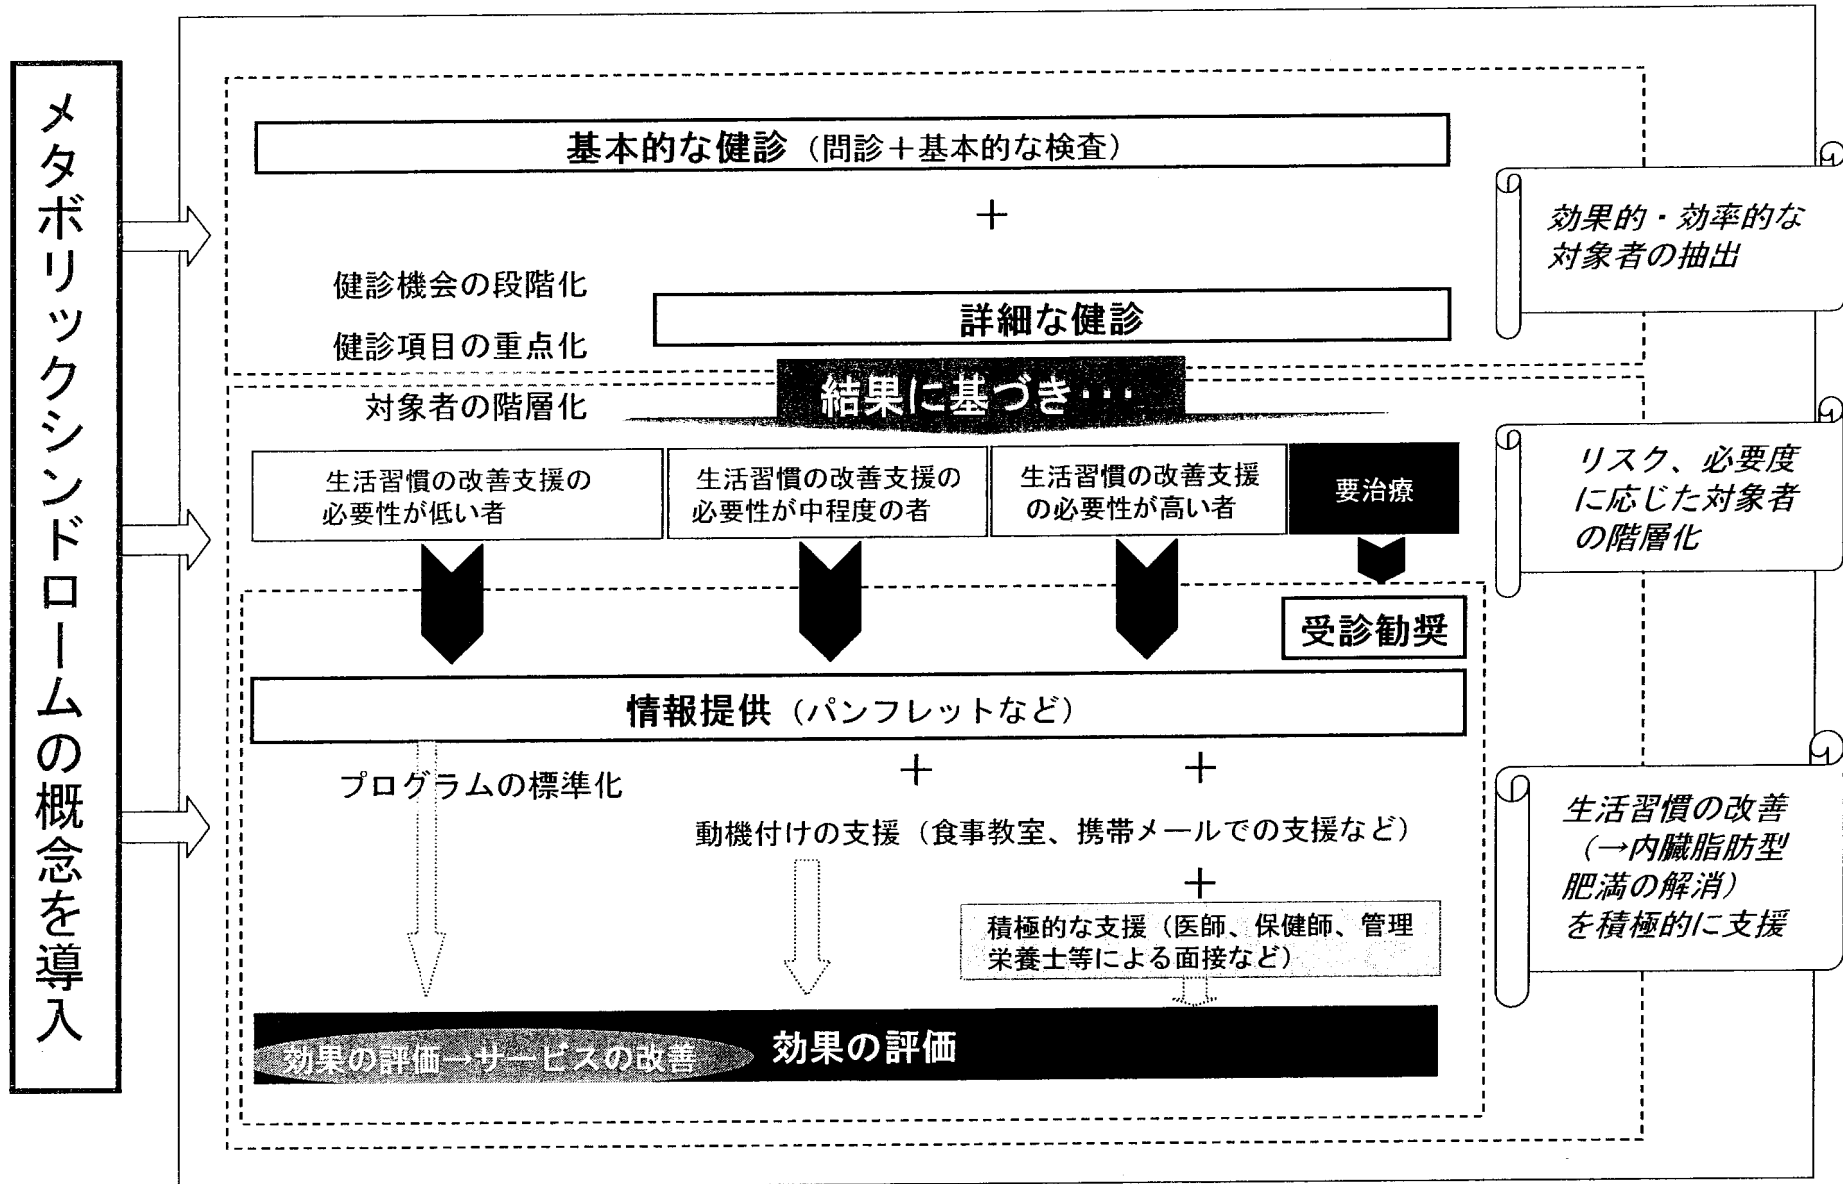 メタボリックシンドロームの概念を導入
基本的な健診（問診＋基本的な検査）
＋
健診機会の段階化
詳細な健診
健診項目の重点化
効果的・効率的な
対象者の抽出
結果に基づき…
対象者の階層化
生活習慣の改善支援の
必要性が低い者
生活習慣の改善支援の
必要性が中程度の者
生活習慣の改善支援
の必要性が高い者
要治療
リスク、必要度
に応じた対象者
の階層化
受診勧奨
情報提供（パンフレットなど）
プログラムの標準化
＋
＋
動機付けの支援（食事教室、携帯メールでの支援など）
＋
積極的な支援（医師、保健師、管理
栄養士等による面接など）
生活習慣の改善
（→内臓脂肪型
肥満の解消）
を積極的に支援
効果の評価→サービスの改善
効果の評価